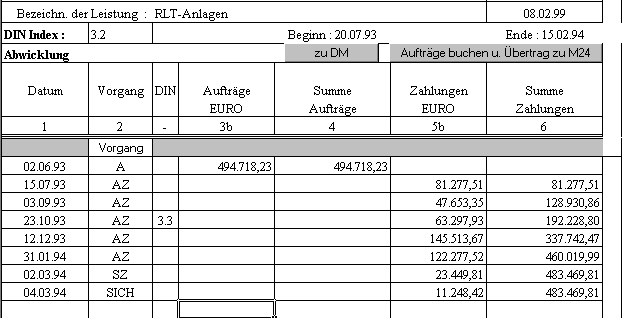 Bezeichn. der Leistung : RLT-Anlagen 08.02.99
DIN Index : 3.2 Beginn : 20.07.93 Ende : 15.02.94
Abwicklung zu DM Aufträge buchen u. Übertrag zu M24
Datum Vorgang DIN Aufträge Summe Zahlungen Summe
EURO Aufträge EURO Zahlungen
1 2 - 3b 4 5b 6
Vorgang
02.06.93 A 494.718,23 494.718,23
15.07.93 AZ 81.277,51 81.277,51
03.09.93 AZ 47.653,35 128.930,86
23.10.93 AZ 3.3 63.297,93 192.228,80
12.12.93 AZ 145.513,67 337.742,47
31.01.94 AZ 122.277,52 460.019,99
02.03.94 SZ 23.449,81 483.469,81
04.03.94 SICH 11.248,42 483.469,81